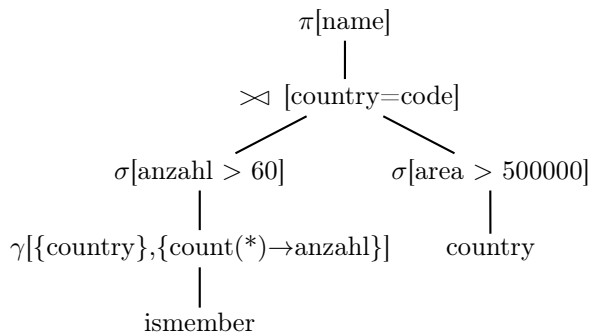 π[name]
⋊ [country=code]
σ[anzahl > 60] σ[area > 500000]
γ[{country},{count(*)→anzahl}] country
ismember